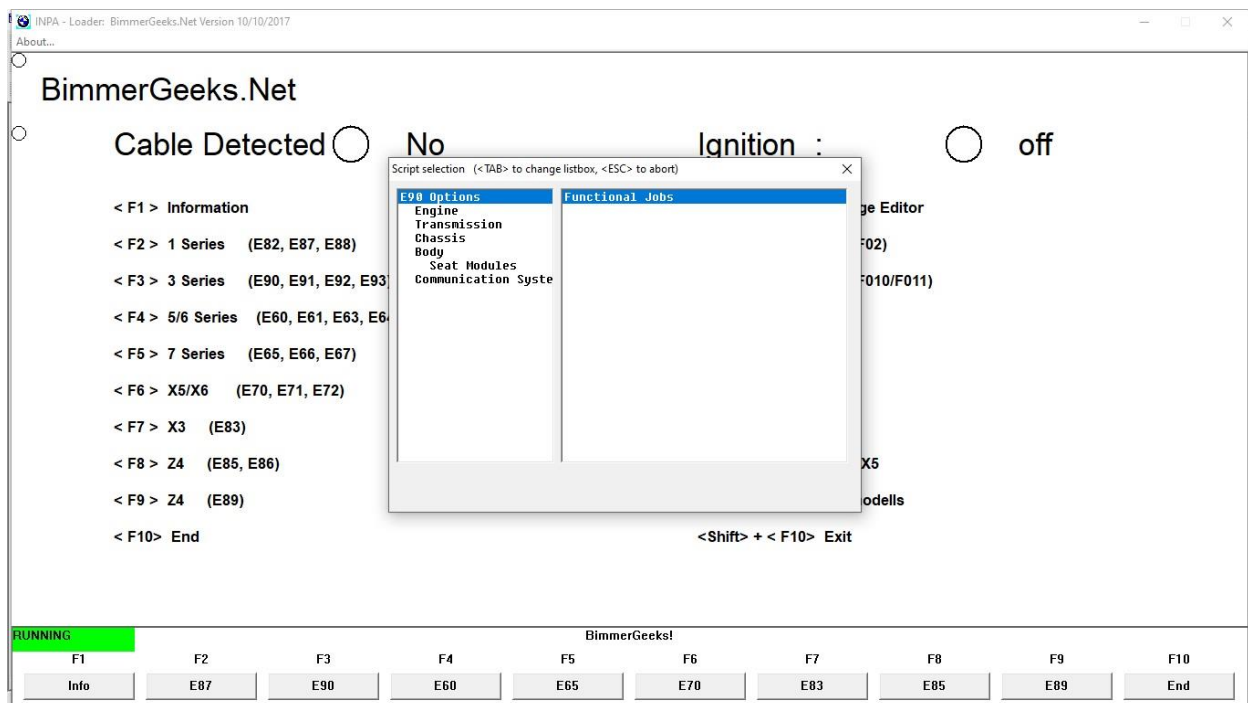 INPA - Loader: BimmerGeeks.Net Version 10/10/2017
About...
BimmerGeeks.Net
Cable Detected No Ignition : off
Script selection (<TAB> to change listbox, <ESC> to abort)
E90 Options
Engine
Transmission
Chassis
Body
Seat Modules
Communication Syste
Functional Jobs
< F1 > Information
< F2 > 1 Series (E82, E87, E88)
< F3 > 3 Series (E90, E91, E92, E93)
< F4 > 5/6 Series (E60, E61, E63, E64
< F5 > 7 Series (E65, E66, E67)
< F6 > X5/X6 (E70, E71, E72)
< F7 > X3 (E83)
< F8 > Z4 (E85, E86)
< F9 > Z4 (E89)
< F10> End
Editor
F02)
F010/F011)
X5
<Shift> + < F10> Exit
RUNNING BimmerGeeks!
F1 F2 F3 F4 F5 F6 F7 F8 F9 F10
Info E87 E90 E60 E65 E70 E83 E85 E89 End